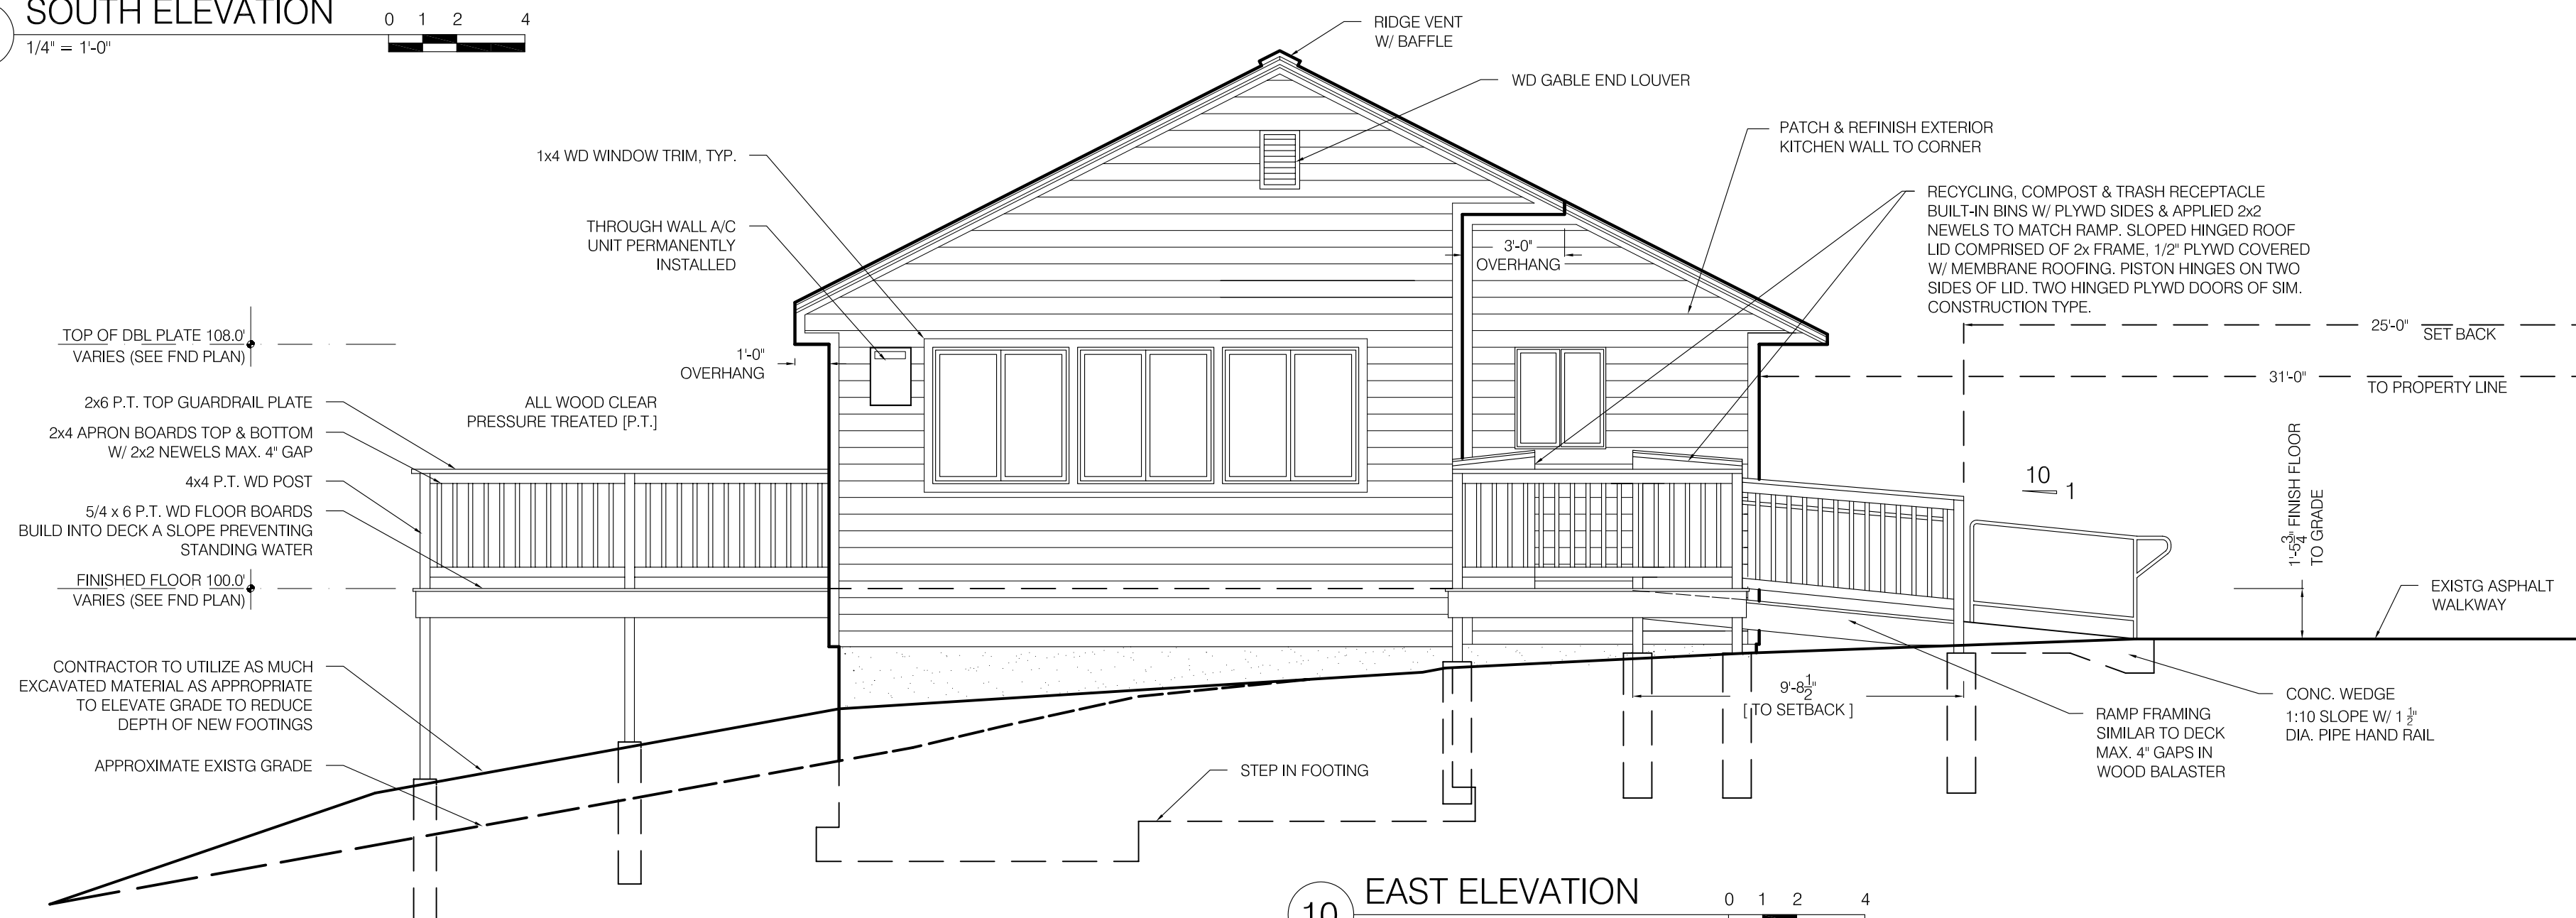 SOUTH ELEVATION
1/4" = 1'-0"
0 1 2 4
RIDGE VENT
W/ BAFFLE
WD GABLE END LOUVER
1x4 WD WINDOW TRIM, TYP.
PATCH & REFINISH EXTERIOR
KITCHEN WALL TO CORNER
THROUGH WALL A/C
UNIT PERMANENTLY
INSTALLED
RECYCLING, COMPOST & TRASH RECEPTACLE
BUILT-IN BINS W/ PLYWD SIDES & APPLIED 2x2
NEWELS TO MATCH RAMP. SLOPED HINGED ROOF
LID COMPRISED OF 2x FRAME, 1/2" PLYWD COVERED
W/ MEMBRANE ROOFING. PISTON HINGES ON TWO
SIDES OF LID. TWO HINGED PLYWD DOORS OF SIM.
CONSTRUCTION TYPE.
3'-0"
OVERHANG
TOP OF DBL PLATE 108.0'
VARIES (SEE FND PLAN)
1'-0"
OVERHANG
25'-0"
SET BACK
31'-0"
TO PROPERTY LINE
2x6 P.T. TOP GUARDRAIL PLATE
ALL WOOD CLEAR
PRESSURE TREATED [P.T.]
2x4 APRON BOARDS TOP & BOTTOM
W/ 2x2 NEWELS MAX. 4" GAP
4x4 P.T. WD POST
5/4 x 6 P.T. WD FLOOR BOARDS
BUILD INTO DECK A SLOPE PREVENTING
STANDING WATER
10
1
1'-5 3/4" FINISH FLOOR
TO GRADE
FINISHED FLOOR 100.0'
VARIES (SEE FND PLAN)
EXISTG ASPHALT
WALKWAY
CONTRACTOR TO UTILIZE AS MUCH
EXCAVATED MATERIAL AS APPROPRIATE
TO ELEVATE GRADE TO REDUCE
DEPTH OF NEW FOOTINGS
9'-8 1/2"
[ TO SETBACK ]
CONC. WEDGE
1:10 SLOPE W/ 1 1/2"
DIA. PIPE HAND RAIL
RAMP FRAMING
SIMILAR TO DECK
MAX. 4" GAPS IN
WOOD BALASTER
APPROXIMATE EXISTG GRADE
STEP IN FOOTING
10
EAST ELEVATION
0 1 2 4